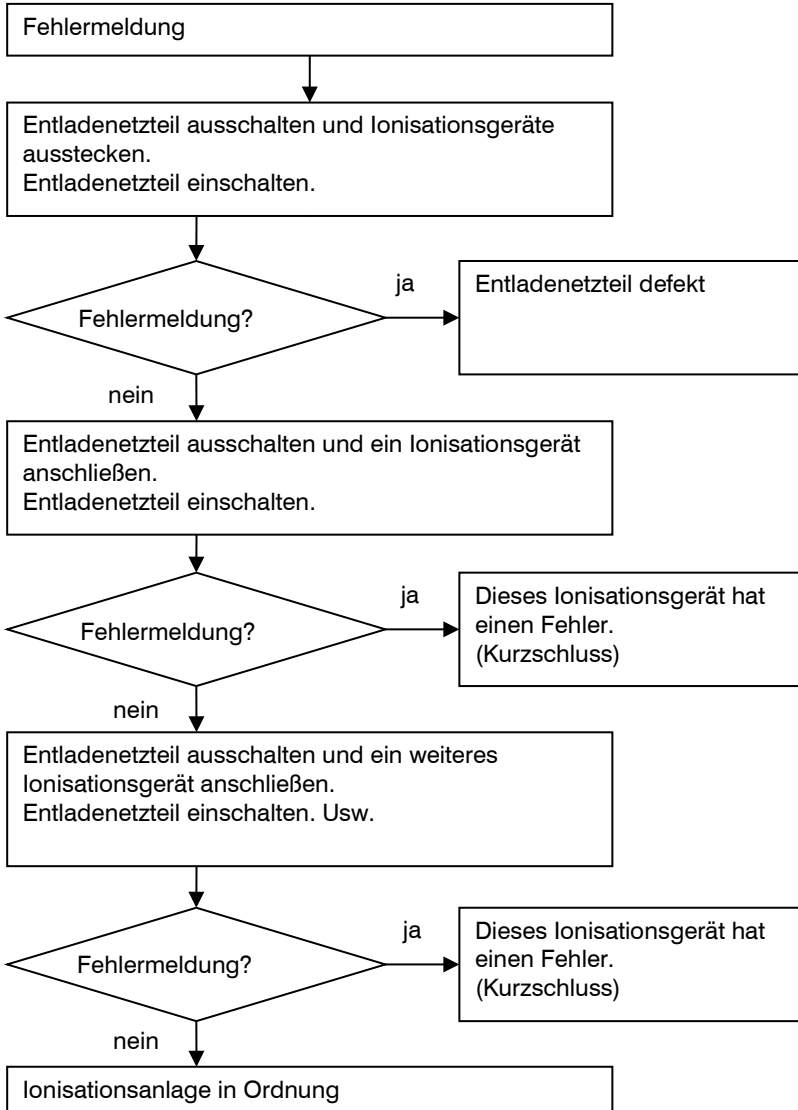 Fehlermeldung
Entladenetzteil ausschalten und Ionisationsgeräte
ausstecken.
Entladenetzteil einschalten.
Fehlermeldung?
ja
Entladenetzteil defekt
nein
Entladenetzteil ausschalten und ein Ionisationsgerät
anschließen.
Entladenetzteil einschalten.
Fehlermeldung?
ja
Dieses Ionisationsgerät hat
einen Fehler.
(Kurzschluss)
nein
Entladenetzteil ausschalten und ein weiteres
Ionisationsgerät anschließen.
Entladenetzteil einschalten. Usw.
Fehlermeldung?
ja
Dieses Ionisationsgerät hat
einen Fehler.
(Kurzschluss)
nein
Ionisationsanlage in Ordnung